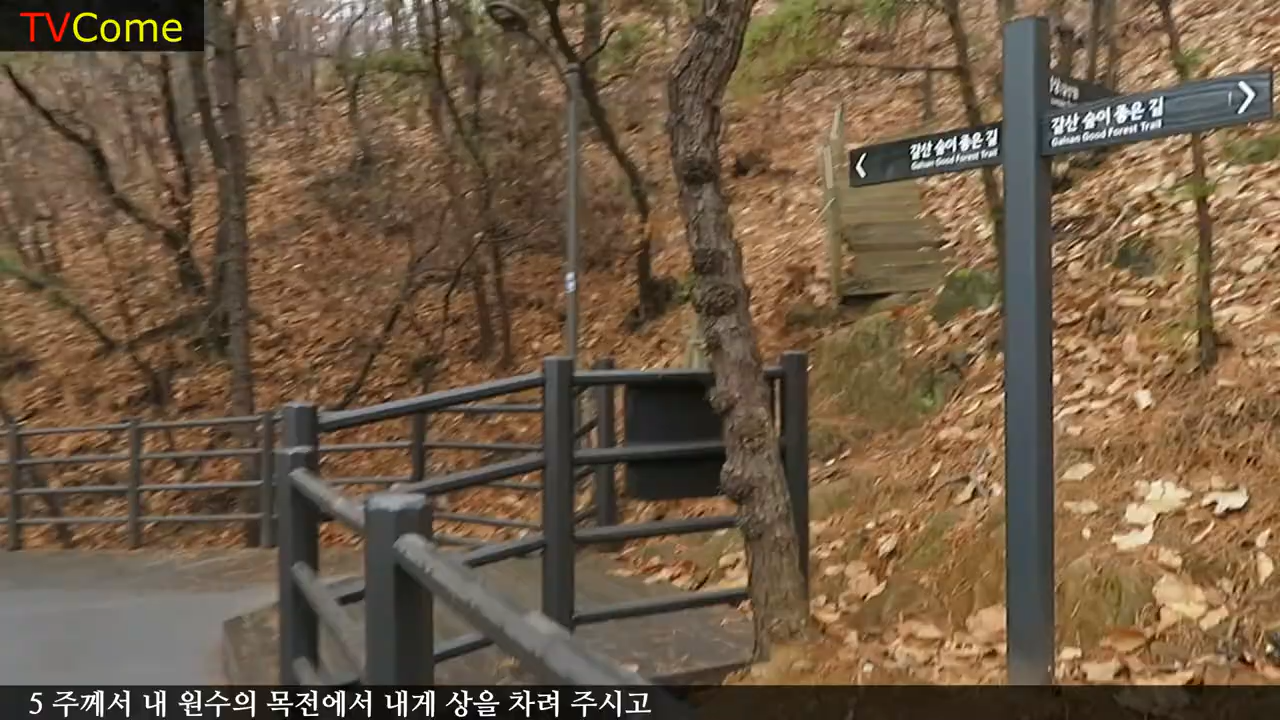 TVCome
갈산 숲이 좋은 길
Galsan Good Forest Trail
갈산 숲이 좋은 길
Galsan Good Forest Trail
5 주께서 내 원수의 목전에서 내게 상을 차려 주시고